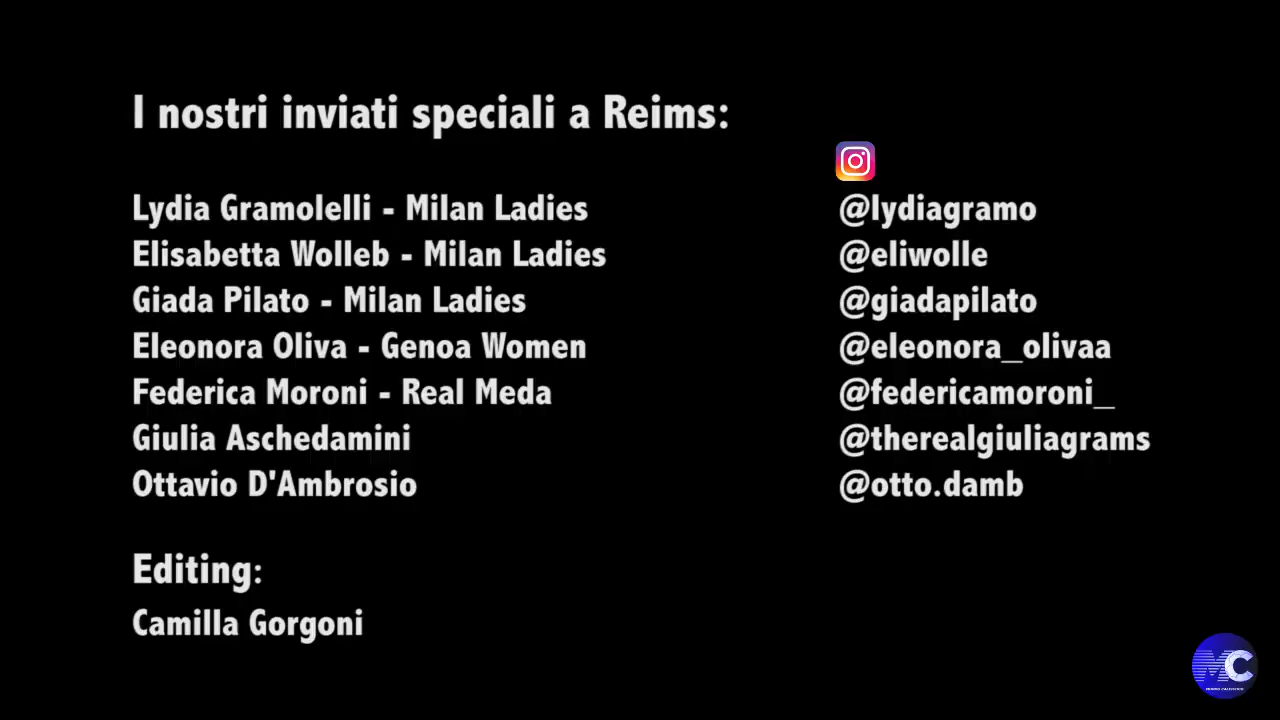 I nostri inviati speciali a Reims:
Lydia Gramolelli - Milan Ladies @lydiagramo
Elisabetta Wolleb - Milan Ladies @eliwolle
Giada Pilato - Milan Ladies @giadapilato
Eleonora Oliva - Genoa Women @eleonora_olivaa
Federica Moroni - Real Meda @federicamoroni_
Giulia Aschedamini @therealgiuliagrams
Ottavio D'Ambrosio @otto.damb
Editing:
Camilla Gorgoni
MC